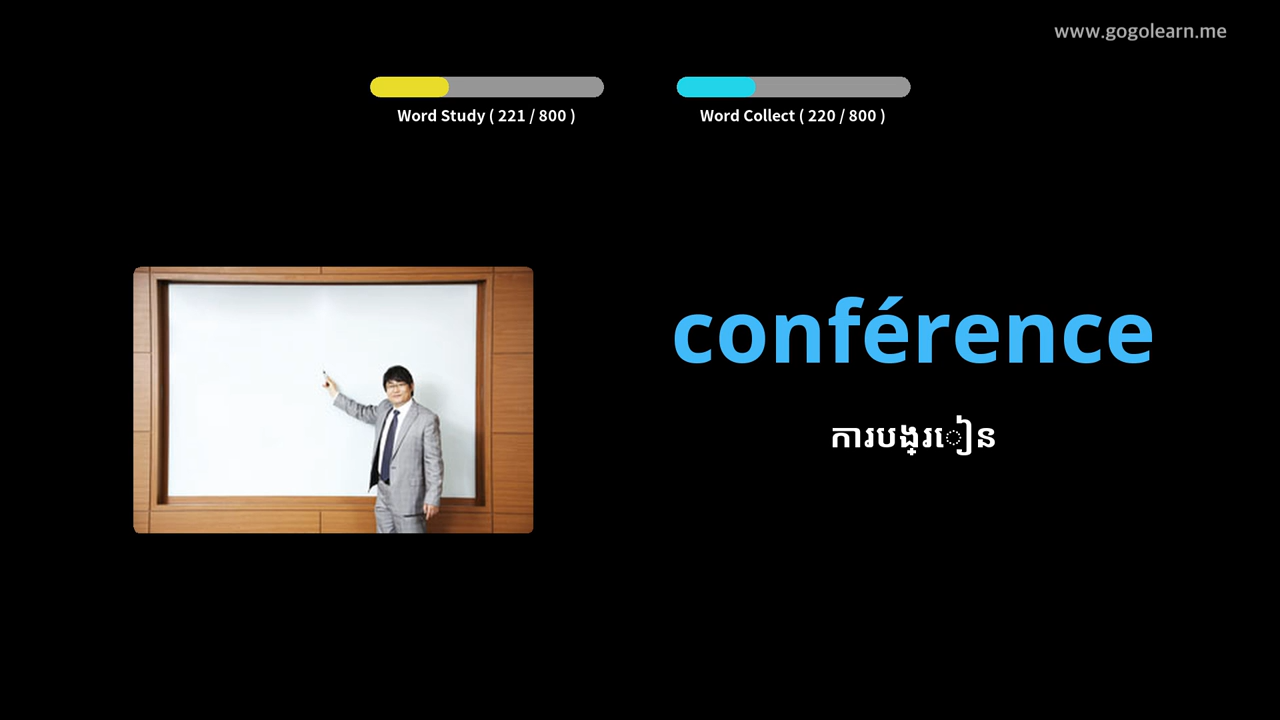 www.gogolearn.me
Word Study ( 221 / 800 )
Word Collect ( 220 / 800 )
conférence
ការបង្រៀន